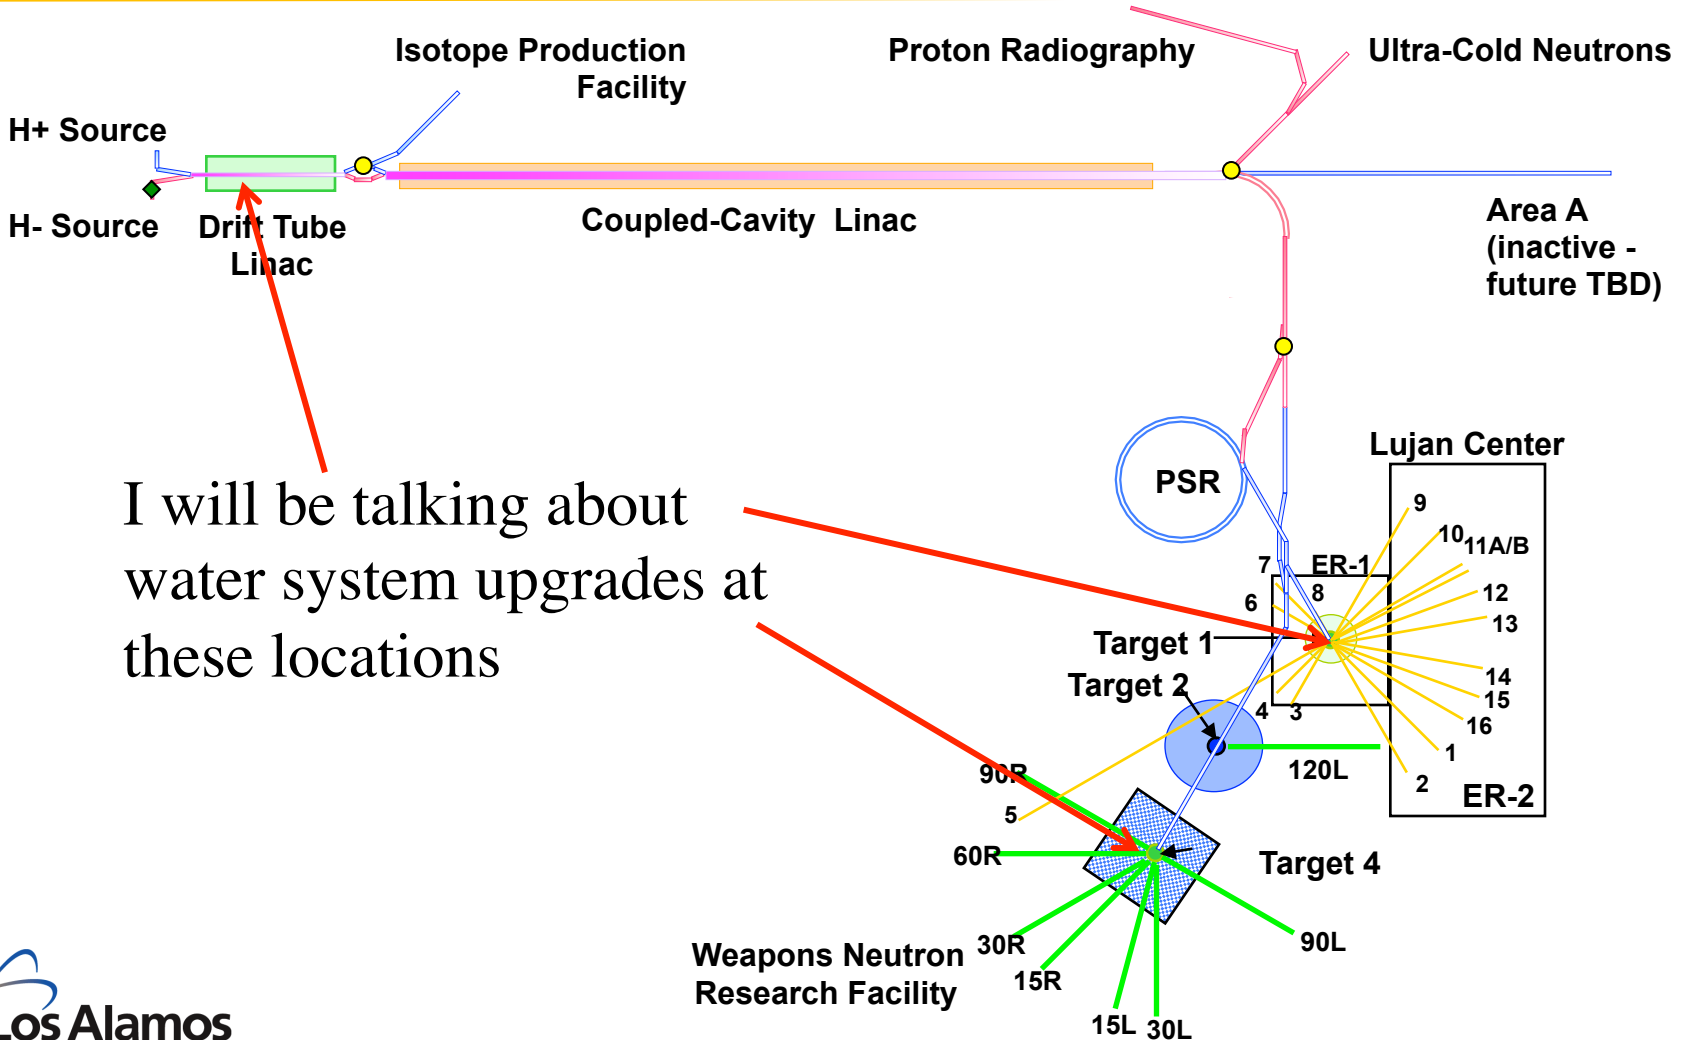 Isotope Production
Facility
Proton Radiography
Ultra-Cold Neutrons
H+ Source
H- Source
Drift Tube
Linac
Coupled-Cavity Linac
Area A
(inactive -
future TBD)
I will be talking about
water system upgrades at
these locations
PSR
Lujan Center
9
10
11A/B
7
ER-1
8
12
6
13
Target 1
14
Target 2
15
4
3
16
1
120L
2
ER-2
90R
5
60R
Target 4
30R
90L
Weapons Neutron
Research Facility
15R
15L
30L
Los Alamos